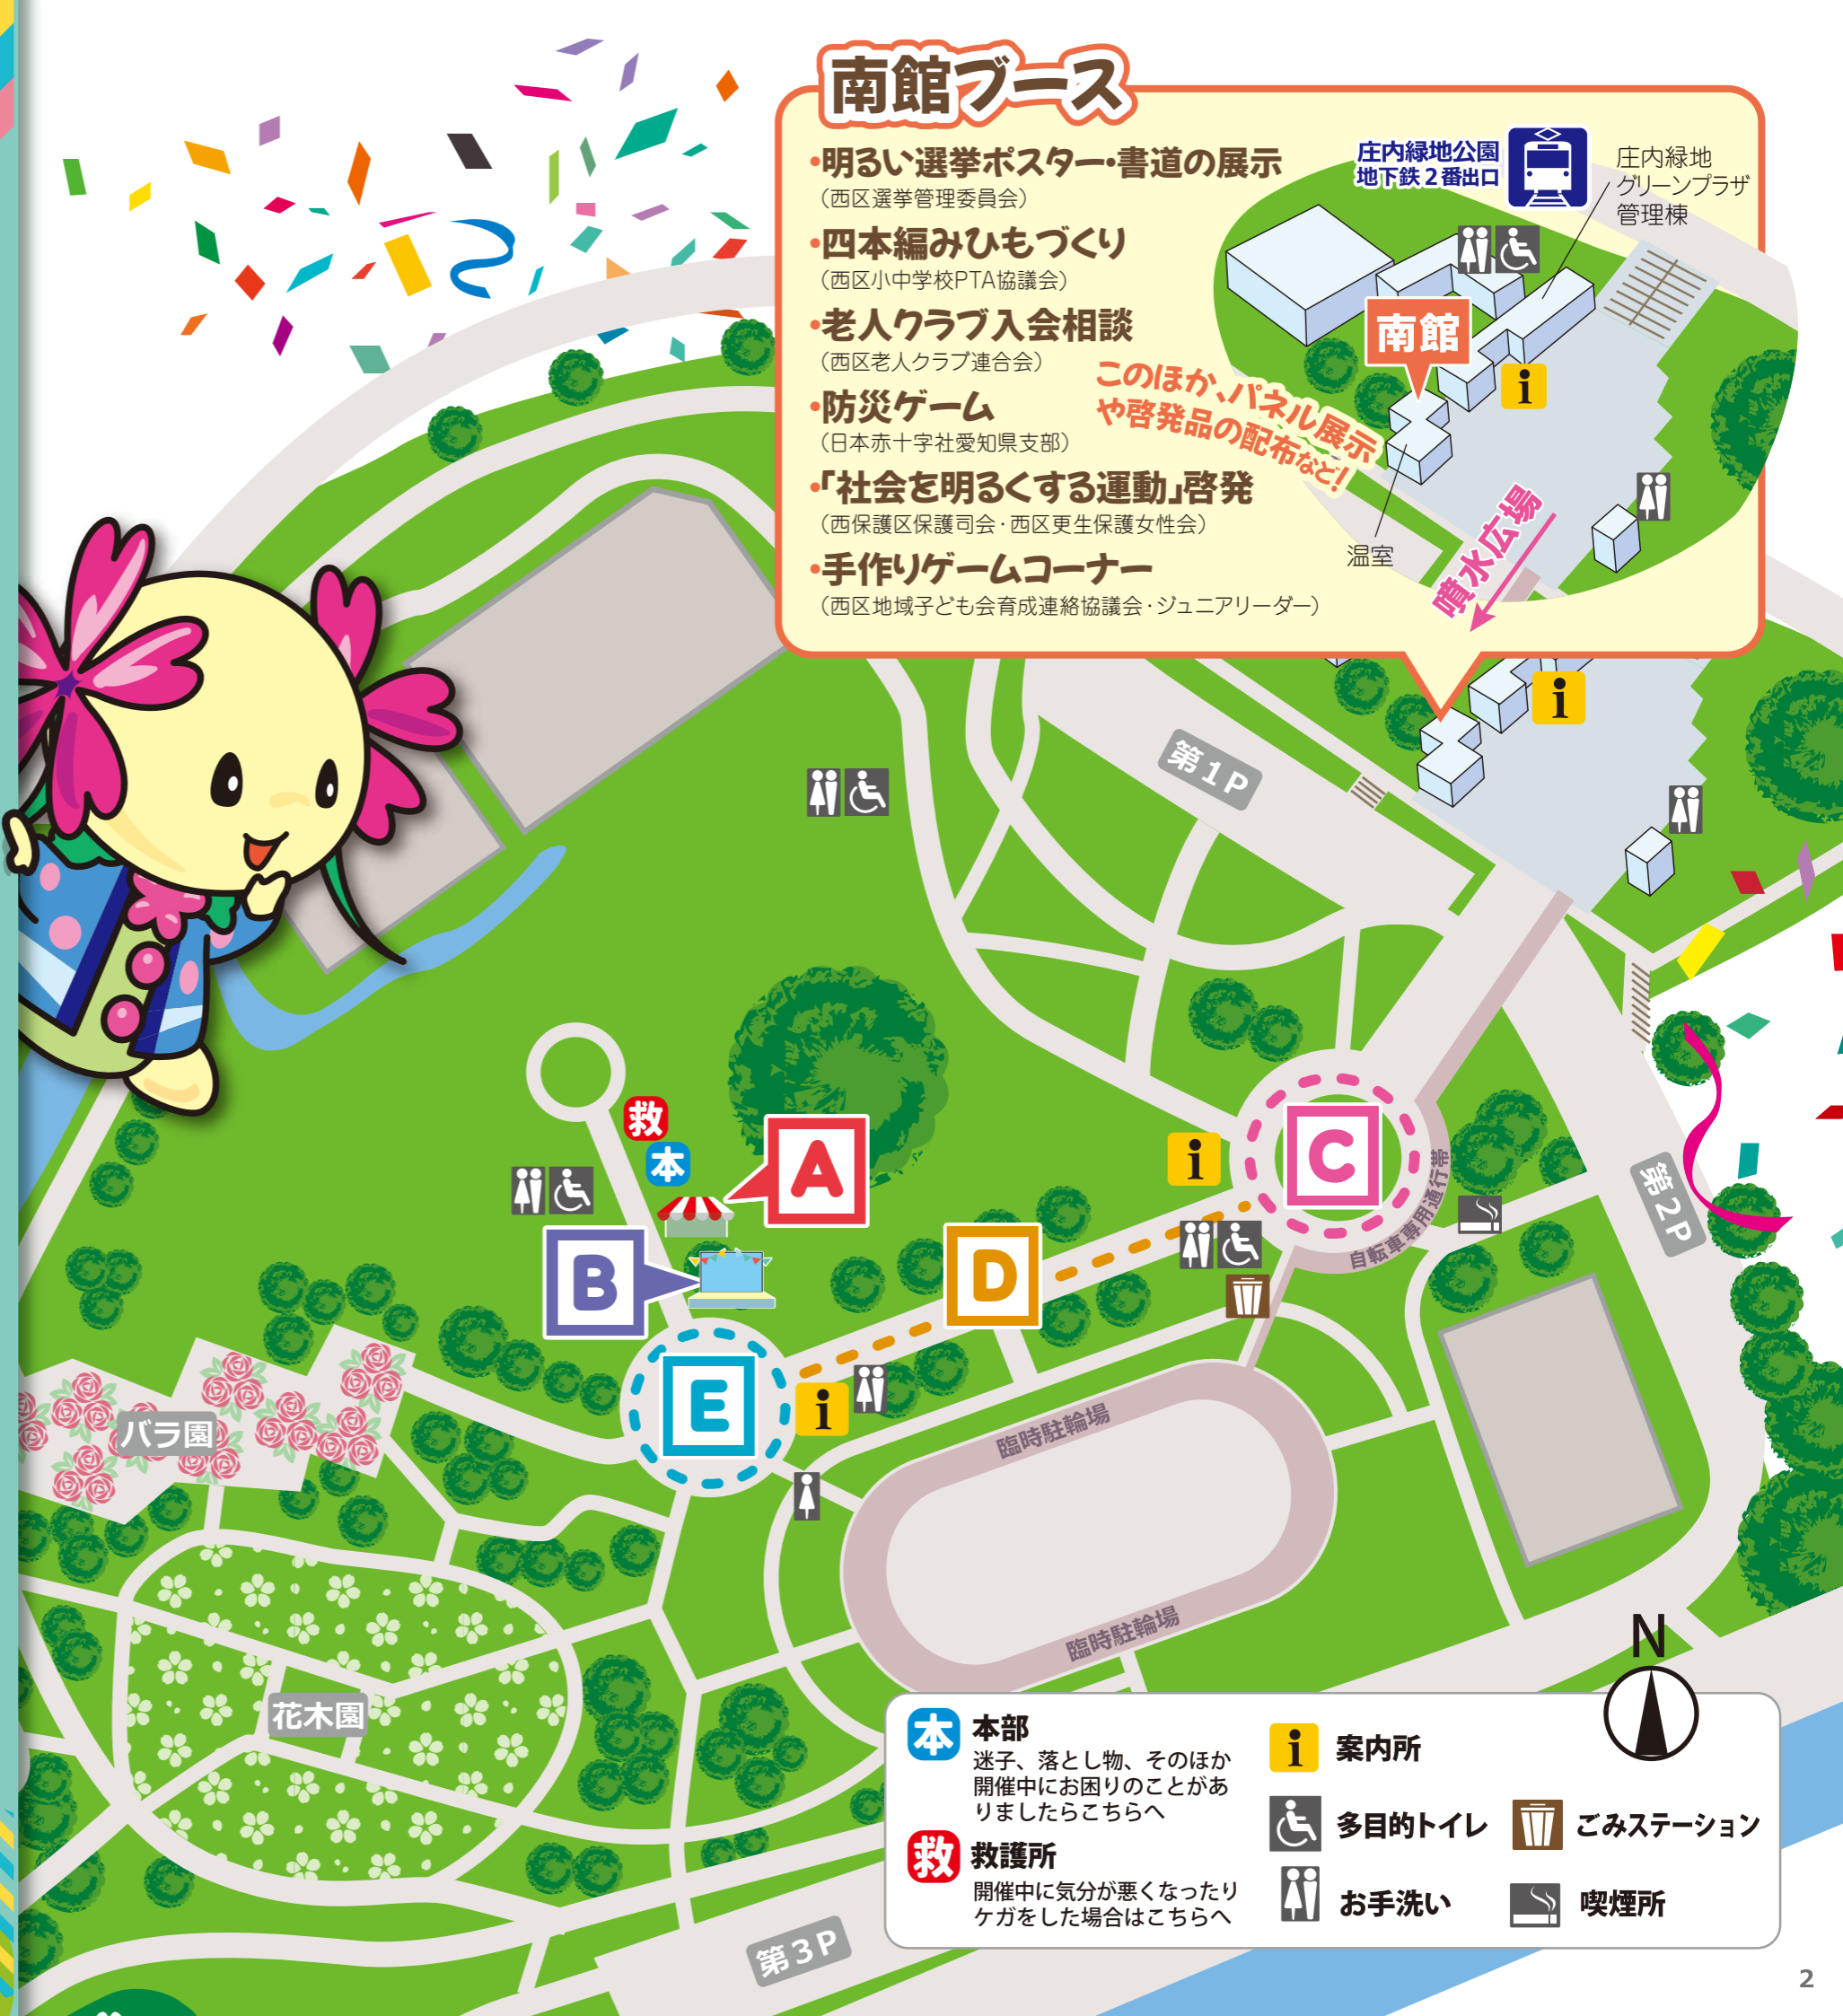 南館ブース
・明るい選挙ポスター・書道の展示
（西区選挙管理委員会）
・四本編みひもづくり
（西区小中学校PTA協議会）
・老人クラブ入会相談
（西区老人クラブ連合会）
・防災ゲーム
（日本赤十字社愛知県支部）
・「社会を明るくする運動」啓発
（西保護区保護司会・西区更生保護女性会）
・手作りゲームコーナー
（西区地域子ども会育成連絡協議会・ジュニアリーダー）
このほか、パネル展示
や啓発品の配布など！
庄内緑地公園
地下鉄２番出口
庄内緑地
グリーンプラザ
管理棟
南館
i
温室
噴水広場
i
第１P
救
本
A
i
C
自転車専用通行帯
第２P
B
D
E
i
バラ園
臨時駐輪場
臨時駐輪場
花木園
第３P
N
本 本部
迷子、落とし物、そのほか
開催中にお困りのことがあ
りましたらこちらへ
救 救護所
開催中に気分が悪くなったり
ケガをした場合はこちらへ
i 案内所
多目的トイレ
ごみステーション
お手洗い
喫煙所
2